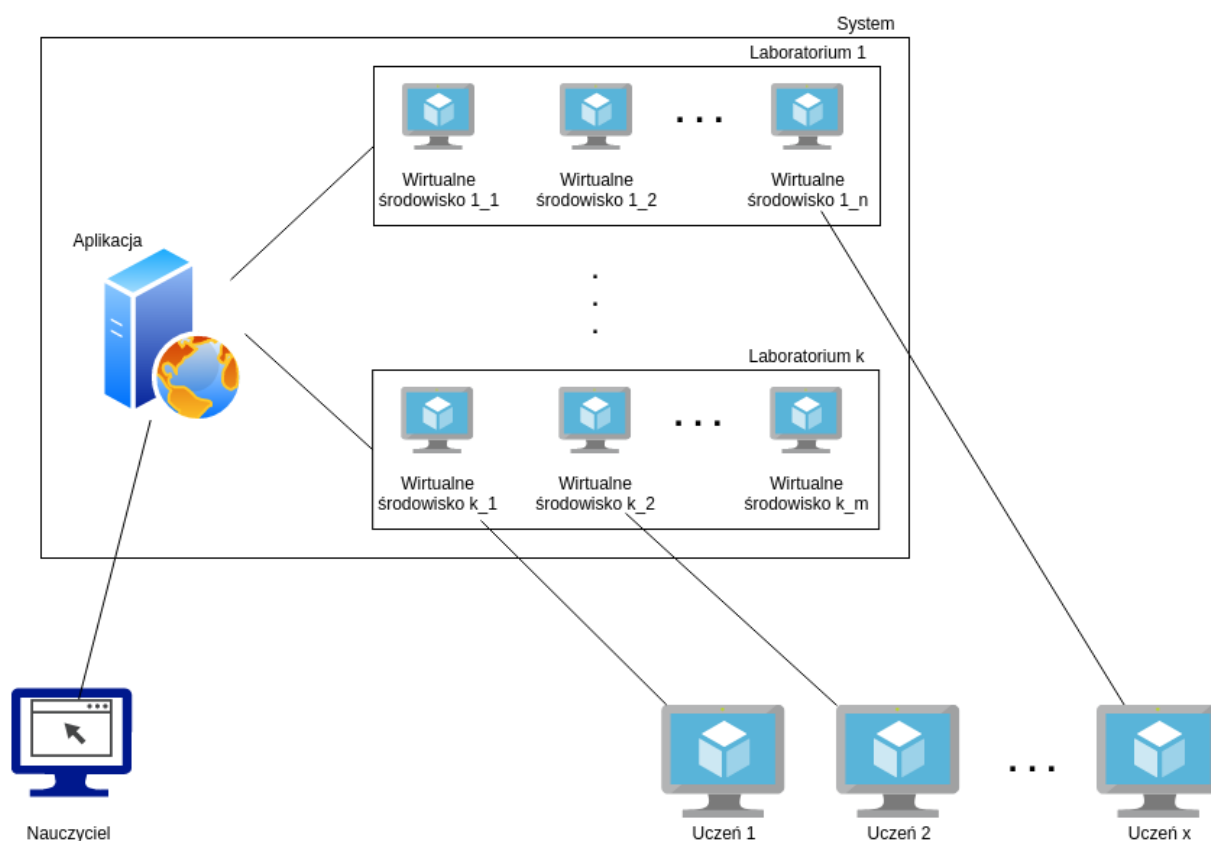 System
Laboratorium 1
Wirtualne
środowisko 1_1
Wirtualne
środowisko 1_2
. . .
Wirtualne
środowisko 1_n
Aplikacja
.
.
.
Laboratorium k
Wirtualne
środowisko k_1
Wirtualne
środowisko k_2
. . .
Wirtualne
środowisko k_m
Nauczyciel
Uczeń 1
Uczeń 2
. . .
Uczeń x